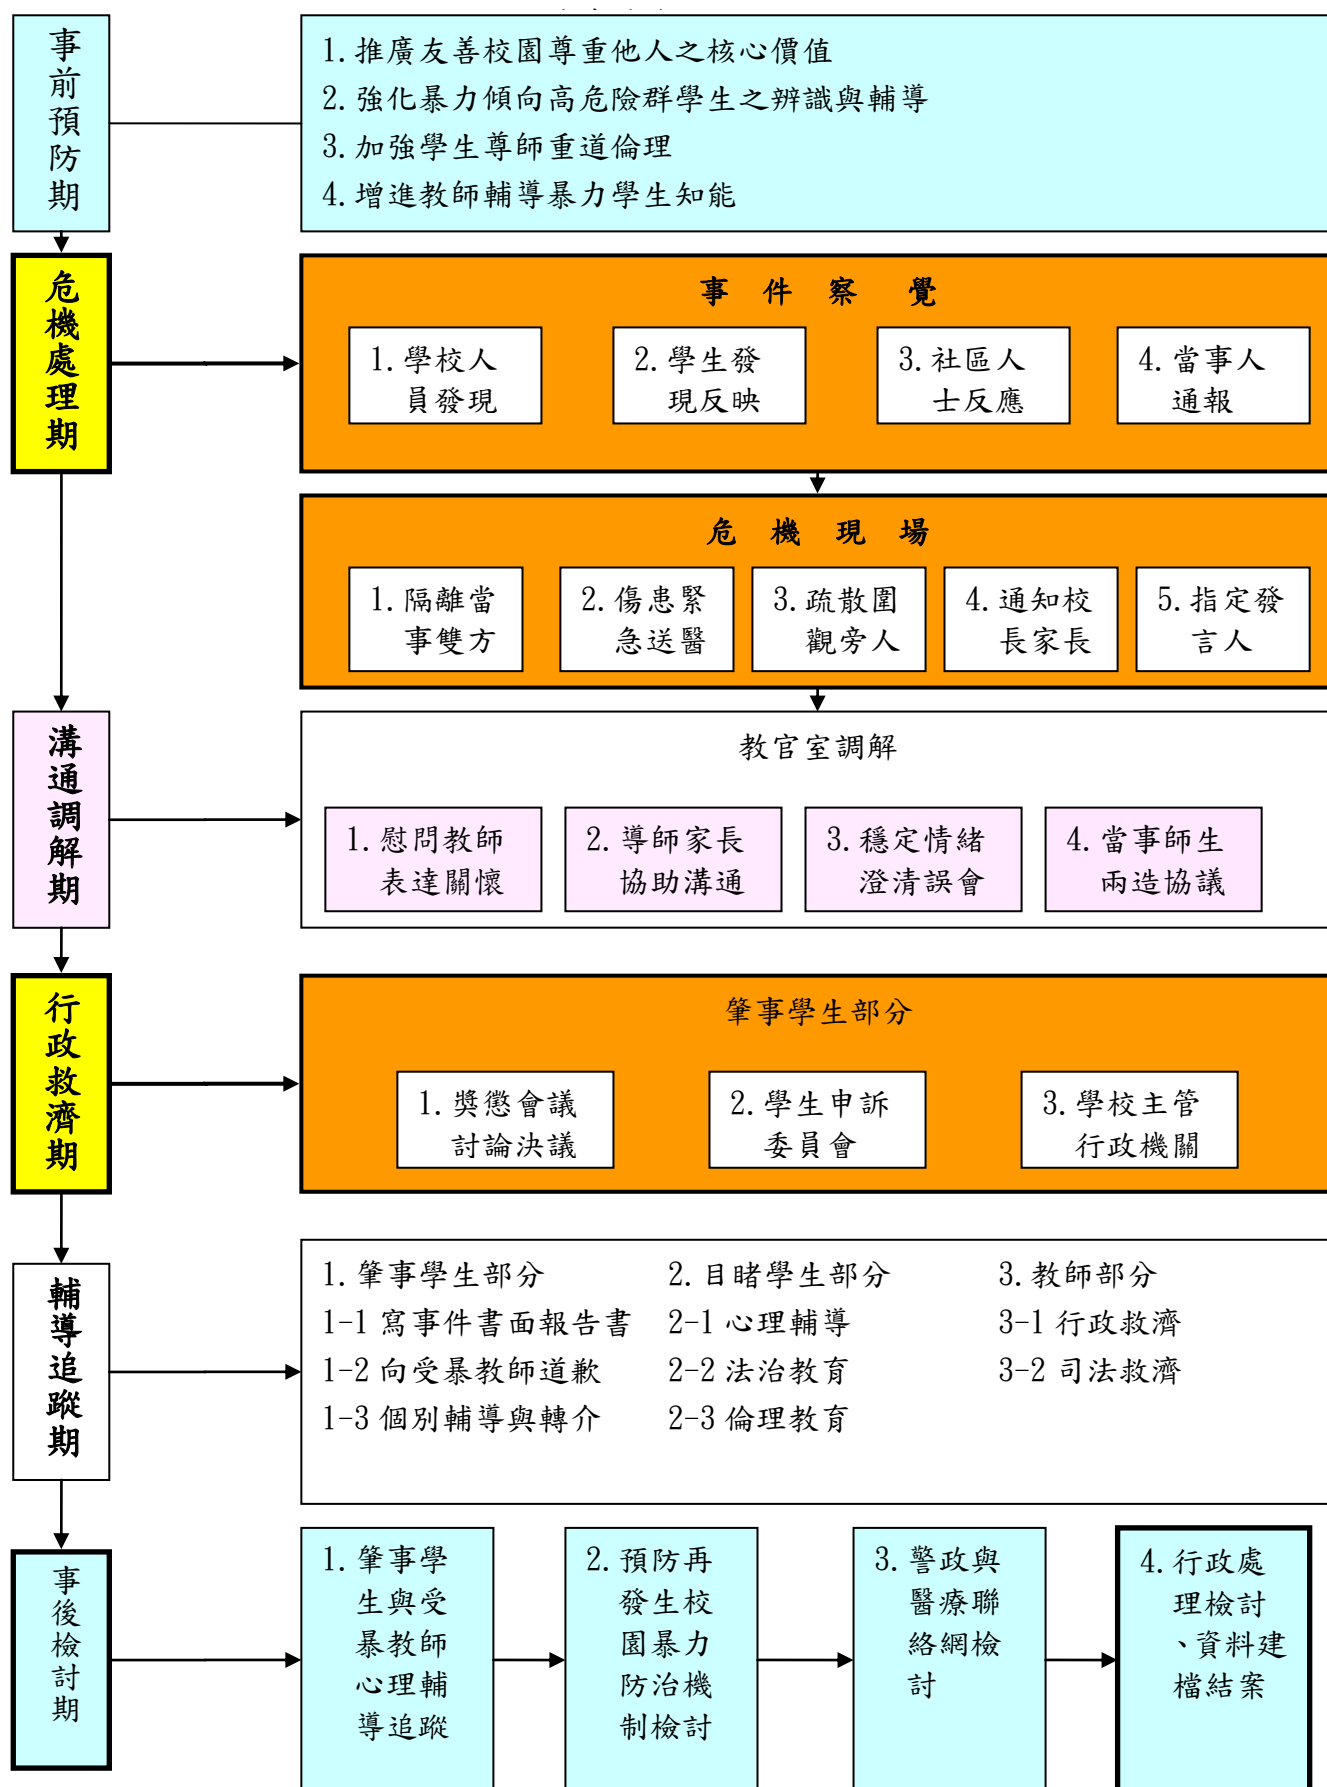 事前預防期
1.推廣友善校園尊重他人之核心價值
2.強化暴力傾向高危險群學生之辨識與輔導
3.加強學生尊師重道倫理
4.增進教師輔導暴力學生知能
危機處理期
事件察覺
1.學校人
員發現
2.學生發
現反映
3.社區人
士反應
4.當事人
通報
危機現場
1.隔離當
事雙方
2.傷患緊
急送醫
3.疏散圍
觀旁人
4.通知校
長家長
5.指定發
言人
溝通調解期
教官室調解
1.慰問教師
表達關懷
2.導師家長
協助溝通
3.穩定情緒
澄清誤會
4.當事師生
兩造協議
行政救濟期
肇事學生部分
1.獎懲會議
討論決議
2.學生申訴
委員會
3.學校主管
行政機關
輔導追蹤期
1.肇事學生部分
1-1寫事件書面報告書
1-2向受暴教師道歉
1-3個別輔導與轉介
2.目睹學生部分
2-1心理輔導
2-2法治教育
2-3倫理教育
3.教師部分
3-1行政救濟
3-2司法救濟
事後檢討期
1.肇事學
生與受
暴教師
心理輔
導追蹤
2.預防再
發生校
園暴力
防治機
制檢討
3.警政與
醫療聯
絡網檢
討
4.行政處
理檢討
、資料建
檔結案